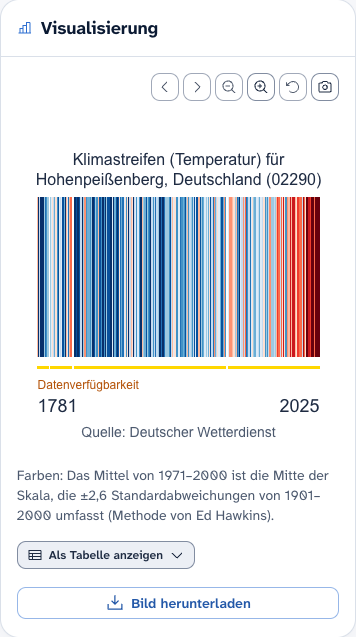 Visualisierung
Klimastreifen (Temperatur) für
Hohenpeißenberg, Deutschland (02290)
Datenverfügbarkeit
1781
2025
Quelle: Deutscher Wetterdienst
Farben: Das Mittel von 1971–2000 ist die Mitte der
Skala, die ±2,6 Standardabweichungen von 1901–
2000 umfasst (Methode von Ed Hawkins).
Als Tabelle anzeigen
Bild herunterladen